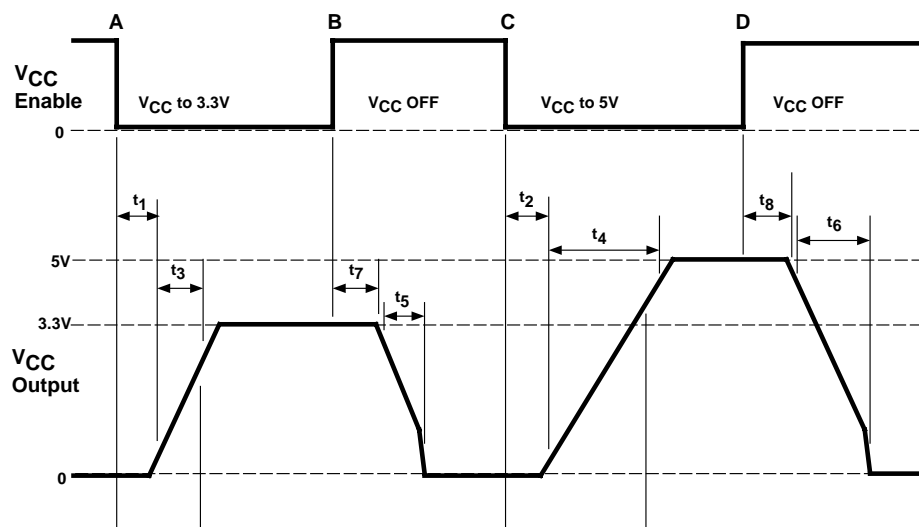 A B C D
VCC Enable
VCC to 3.3V VCC OFF VCC to 5V VCC OFF
0
t1 t2 t8
t4 t6
t3 t7 t5
5V
3.3V
VCC Output
0